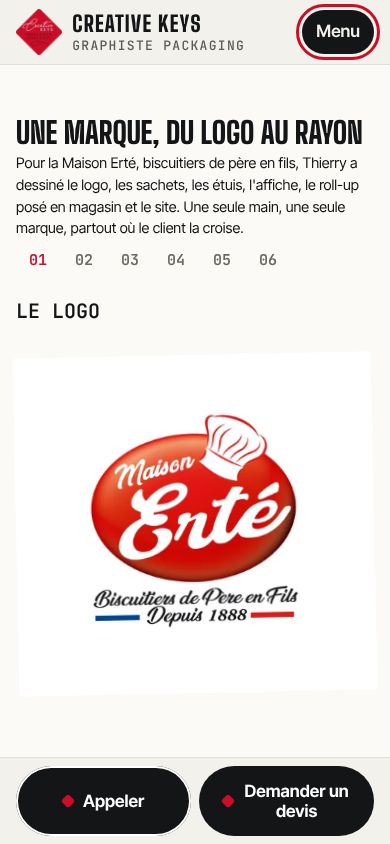 CREATIVE KEYS
GRAPHISTE PACKAGING
Menu
UNE MARQUE, DU LOGO AU RAYON
Pour la Maison Erté, biscuitiers de père en fils, Thierry a
dessiné le logo, les sachets, les étuis, l'affiche, le roll-up
posé en magasin et le site. Une seule main, une seule
marque, partout où le client la croise.
01 02 03 04 05 06
LE LOGO
Maison
Erté
Biscuitiers de Père en Fils
Depuis 1888
Appeler
Demander un
devis